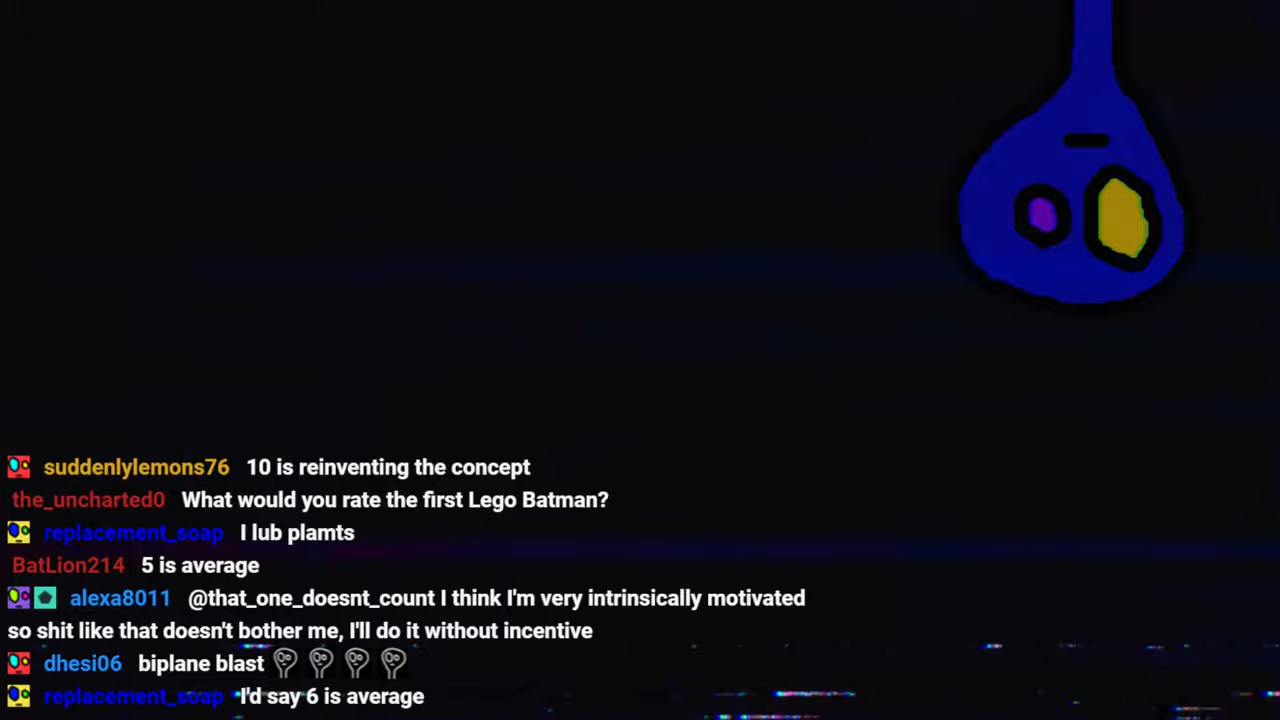 suddenlylemons76 10 is reinventing the concept
the_uncharted0 What would you rate the first Lego Batman?
replacement_soap I lub plamts
BatLion214 5 is average
alexa8011 @that_one_doesnt_count I think I'm very intrinsically motivated
so shit like that doesn't bother me, I'll do it without incentive
dhesi06 biplane blast
replacement_soap I'd say 6 is average